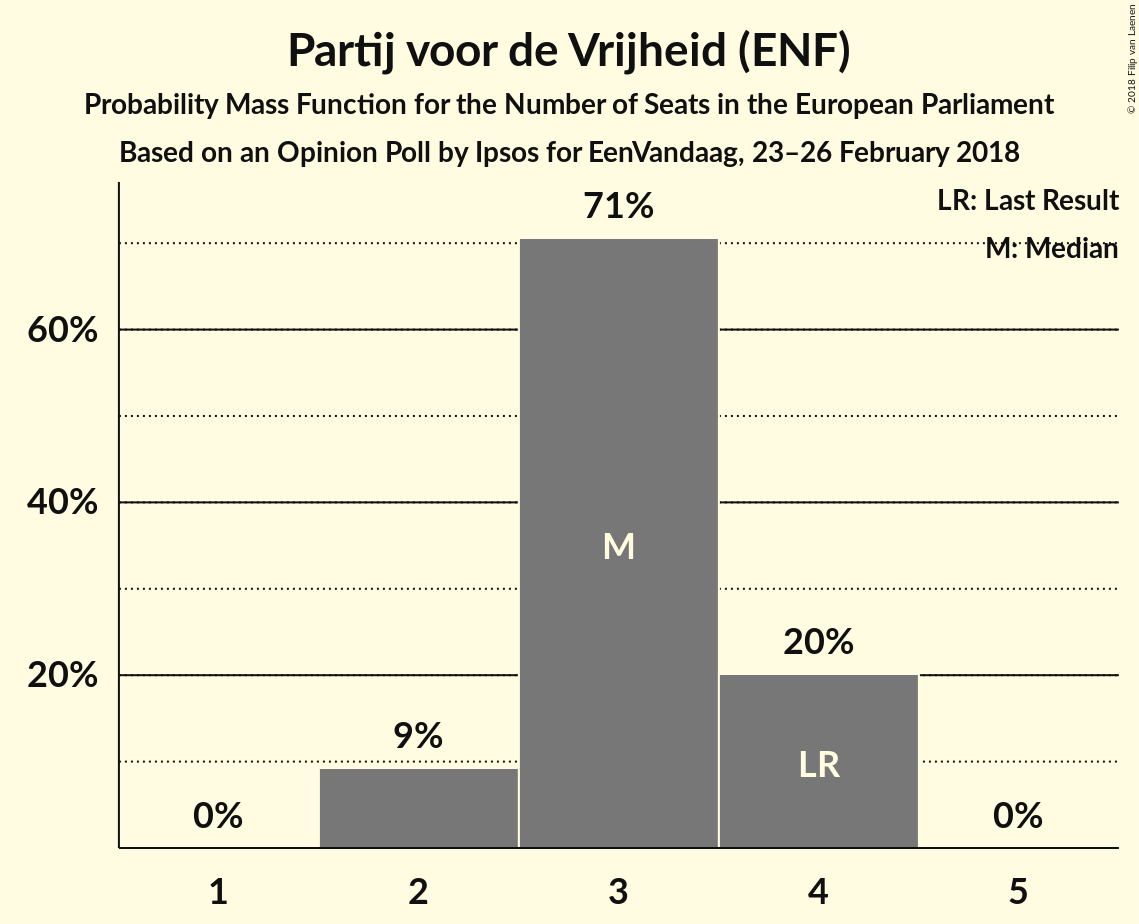 Partij voor de Vrijheid (ENF)
Probability Mass Function for the Number of Seats in the European Parliament
Based on an Opinion Poll by Ipsos for EenVandaag, 23–26 February 2018
© 2018 Filip van Laenen
LR: Last Result
M: Median
71%
60%
40%
M
20%
20%
9%
LR
0%
0%
1 2 3 4 5